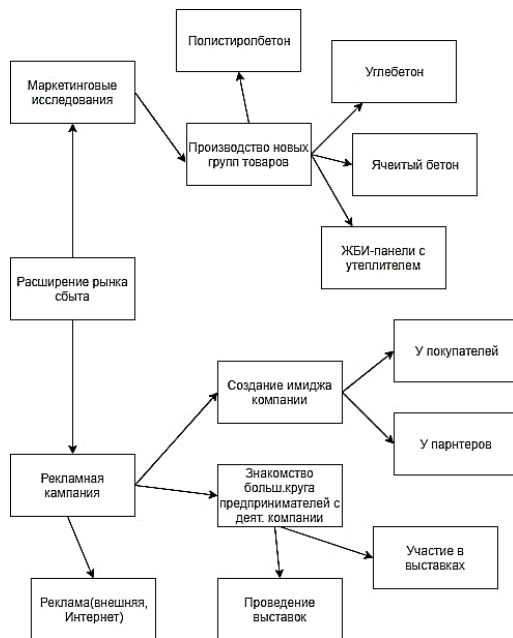 Полистиролбетон
Углебетон
Маркетинговые
исследования
Производство новых
групп товаров
Ячеитый бетон
ЖБИ-панели с
утеплителем
Расширение рынка
сбыта
У покупателей
Создание имиджа
компании
У парнтеров
Рекламная
кампания
Знакомство
больш.круга
предпринимателей с
деят. компании
Участие в
выставках
Реклама(внешняя,
Интернет)
Проведение
выставок